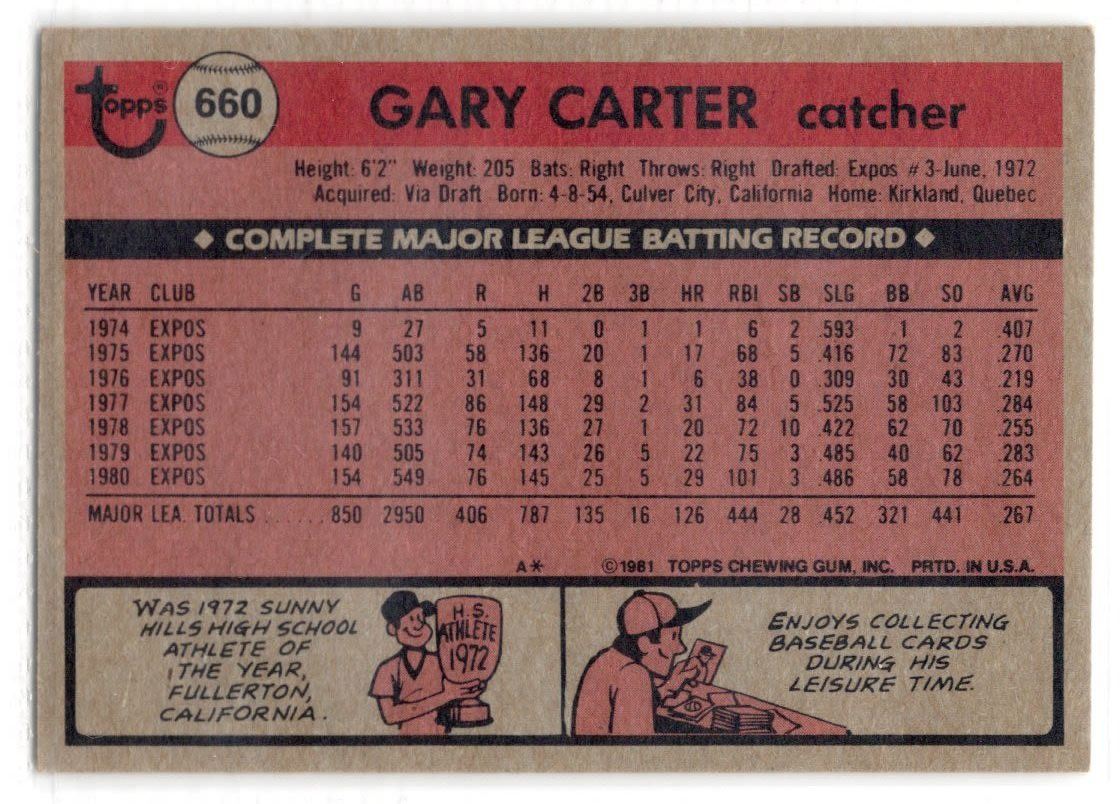 topps® 660 GARY CARTER catcher
Height: 6'2" Weight: 205 Bats: Right Throws: Right Drafted: Expos #3-June, 1972
Acquired: Via Draft Born: 4-8-54, Culver City, California Home: Kirkland, Quebec
◆ COMPLETE MAJOR LEAGUE BATTING RECORD ◆
YEAR CLUB G AB R H 2B 3B HR RBI SB SLG BB SO AVG
1974 EXPOS 9 27 5 11 0 1 1 6 2 .593 1 2 .407
1975 EXPOS 144 503 58 136 20 1 17 68 5 .416 72 83 .270
1976 EXPOS 91 311 31 68 8 1 6 38 0 .309 30 43 .219
1977 EXPOS 154 522 86 148 29 2 31 84 5 .525 58 103 .284
1978 EXPOS 157 533 76 136 27 1 20 72 10 .422 62 70 .255
1979 EXPOS 140 505 74 143 26 5 22 75 3 .485 40 62 .283
1980 EXPOS 154 549 76 145 25 5 29 101 3 .486 58 78 .264
MAJOR LEA. TOTALS ....... 850 2950 406 787 135 16 126 444 28 .452 321 441 .267
A* ©1981 TOPPS CHEWING GUM, INC. PRTD. IN U.S.A.
WAS 1972 SUNNY
HILLS HIGH SCHOOL
ATHLETE OF
THE YEAR,
FULLERTON,
CALIFORNIA.
H.S.
ATHLETE
1972
ENJOYS COLLECTING
BASEBALL CARDS
DURING HIS
LEISURE TIME.